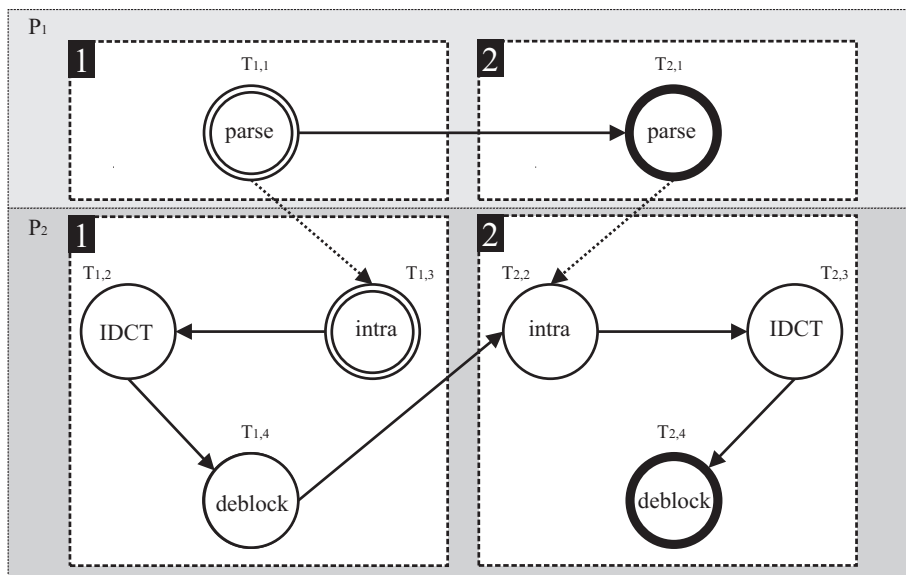 P1
1
2
T1,1
T2,1
parse
parse
P2
1
2
T1,2
T1,3
T2,2
T2,3
IDCT
intra
intra
IDCT
T1,4
T2,4
deblock
deblock